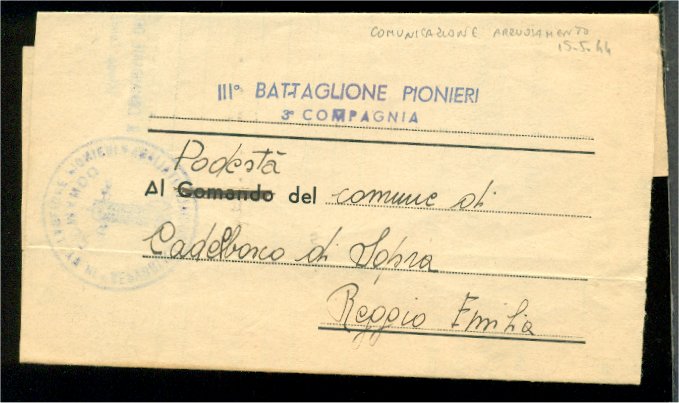 COMUNICAZIONE ARRUOLAMENTO
15.5.44
III° BATTAGLIONE PIONIERI
3ª COMPAGNIA
Podestà
Al Comando del comune di
Cadelbosco di Sopra
Reggio Emilia